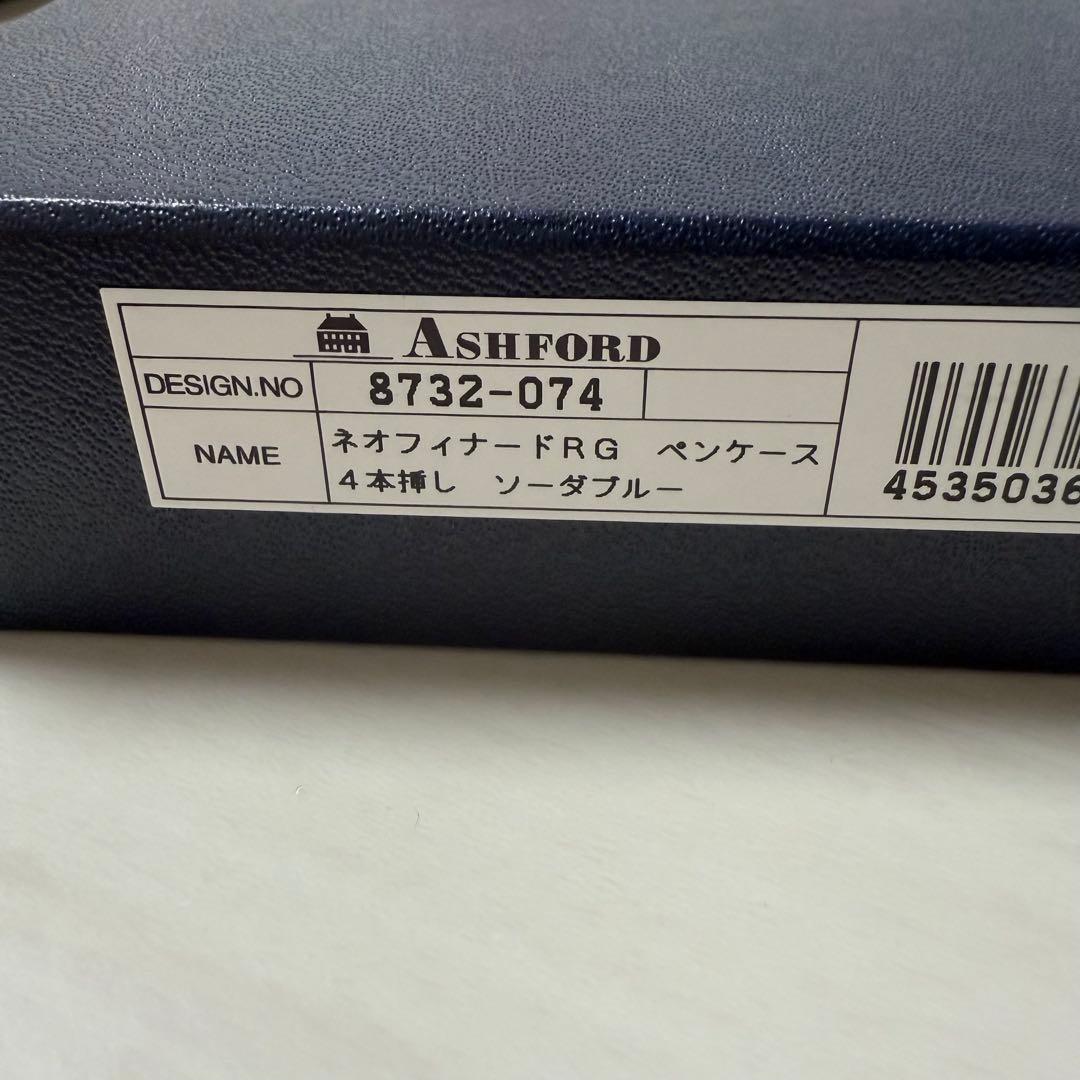 ASHFORD
DESIGN.NO 8732-074
NAME ネオフィナードRG ペンケース
4本挿し ソーダブルー
4535036